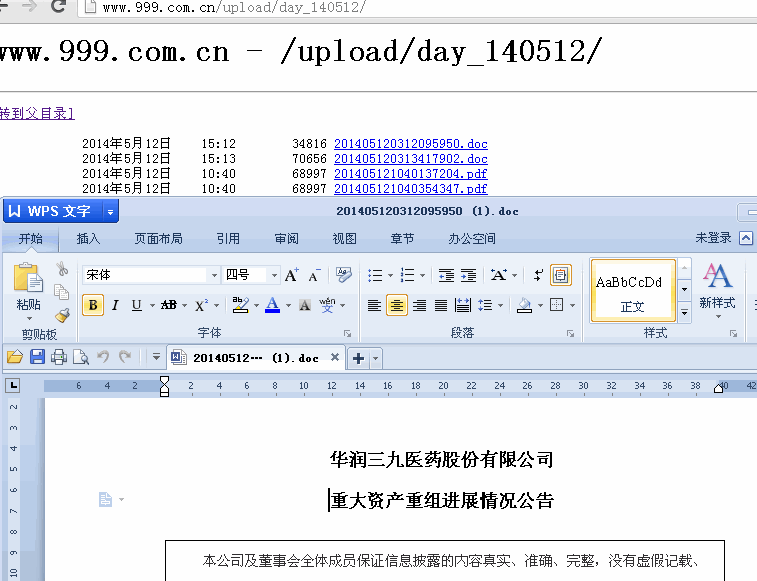 www.999.com.cn/upload/day_140512/
www.999.com.cn - /upload/day_140512/
转到父目录]
2014年5月12日 15:12 34816 201405120312095950.doc
2014年5月12日 15:13 70656 201405120313417902.doc
2014年5月12日 10:40 68997 201405121040137204.pdf
2014年5月12日 10:40 68997 201405121040354347.pdf
WPS 文字 201405120312095950 (1).doc
开始 插入 页面布局 引用 审阅 视图 章节 办公空间 未登录
粘贴 宋体 四号 A A AaBbCcDd 新样式
B I U AB X² ab A A wén 文 正文
剪贴板 字体 段落 样式
20140512··· (1).doc
L 6 4 2 2 4 6 8 10 12 14 16 18 20 22 24 26 28 30 32 34 36 38 40 42
2
3
4
5
6
7
8
9
10
华润三九医药股份有限公司
重大资产重组进展情况公告
本公司及董事会全体成员保证信息披露的内容真实、准确、完整，没有虚假记载、